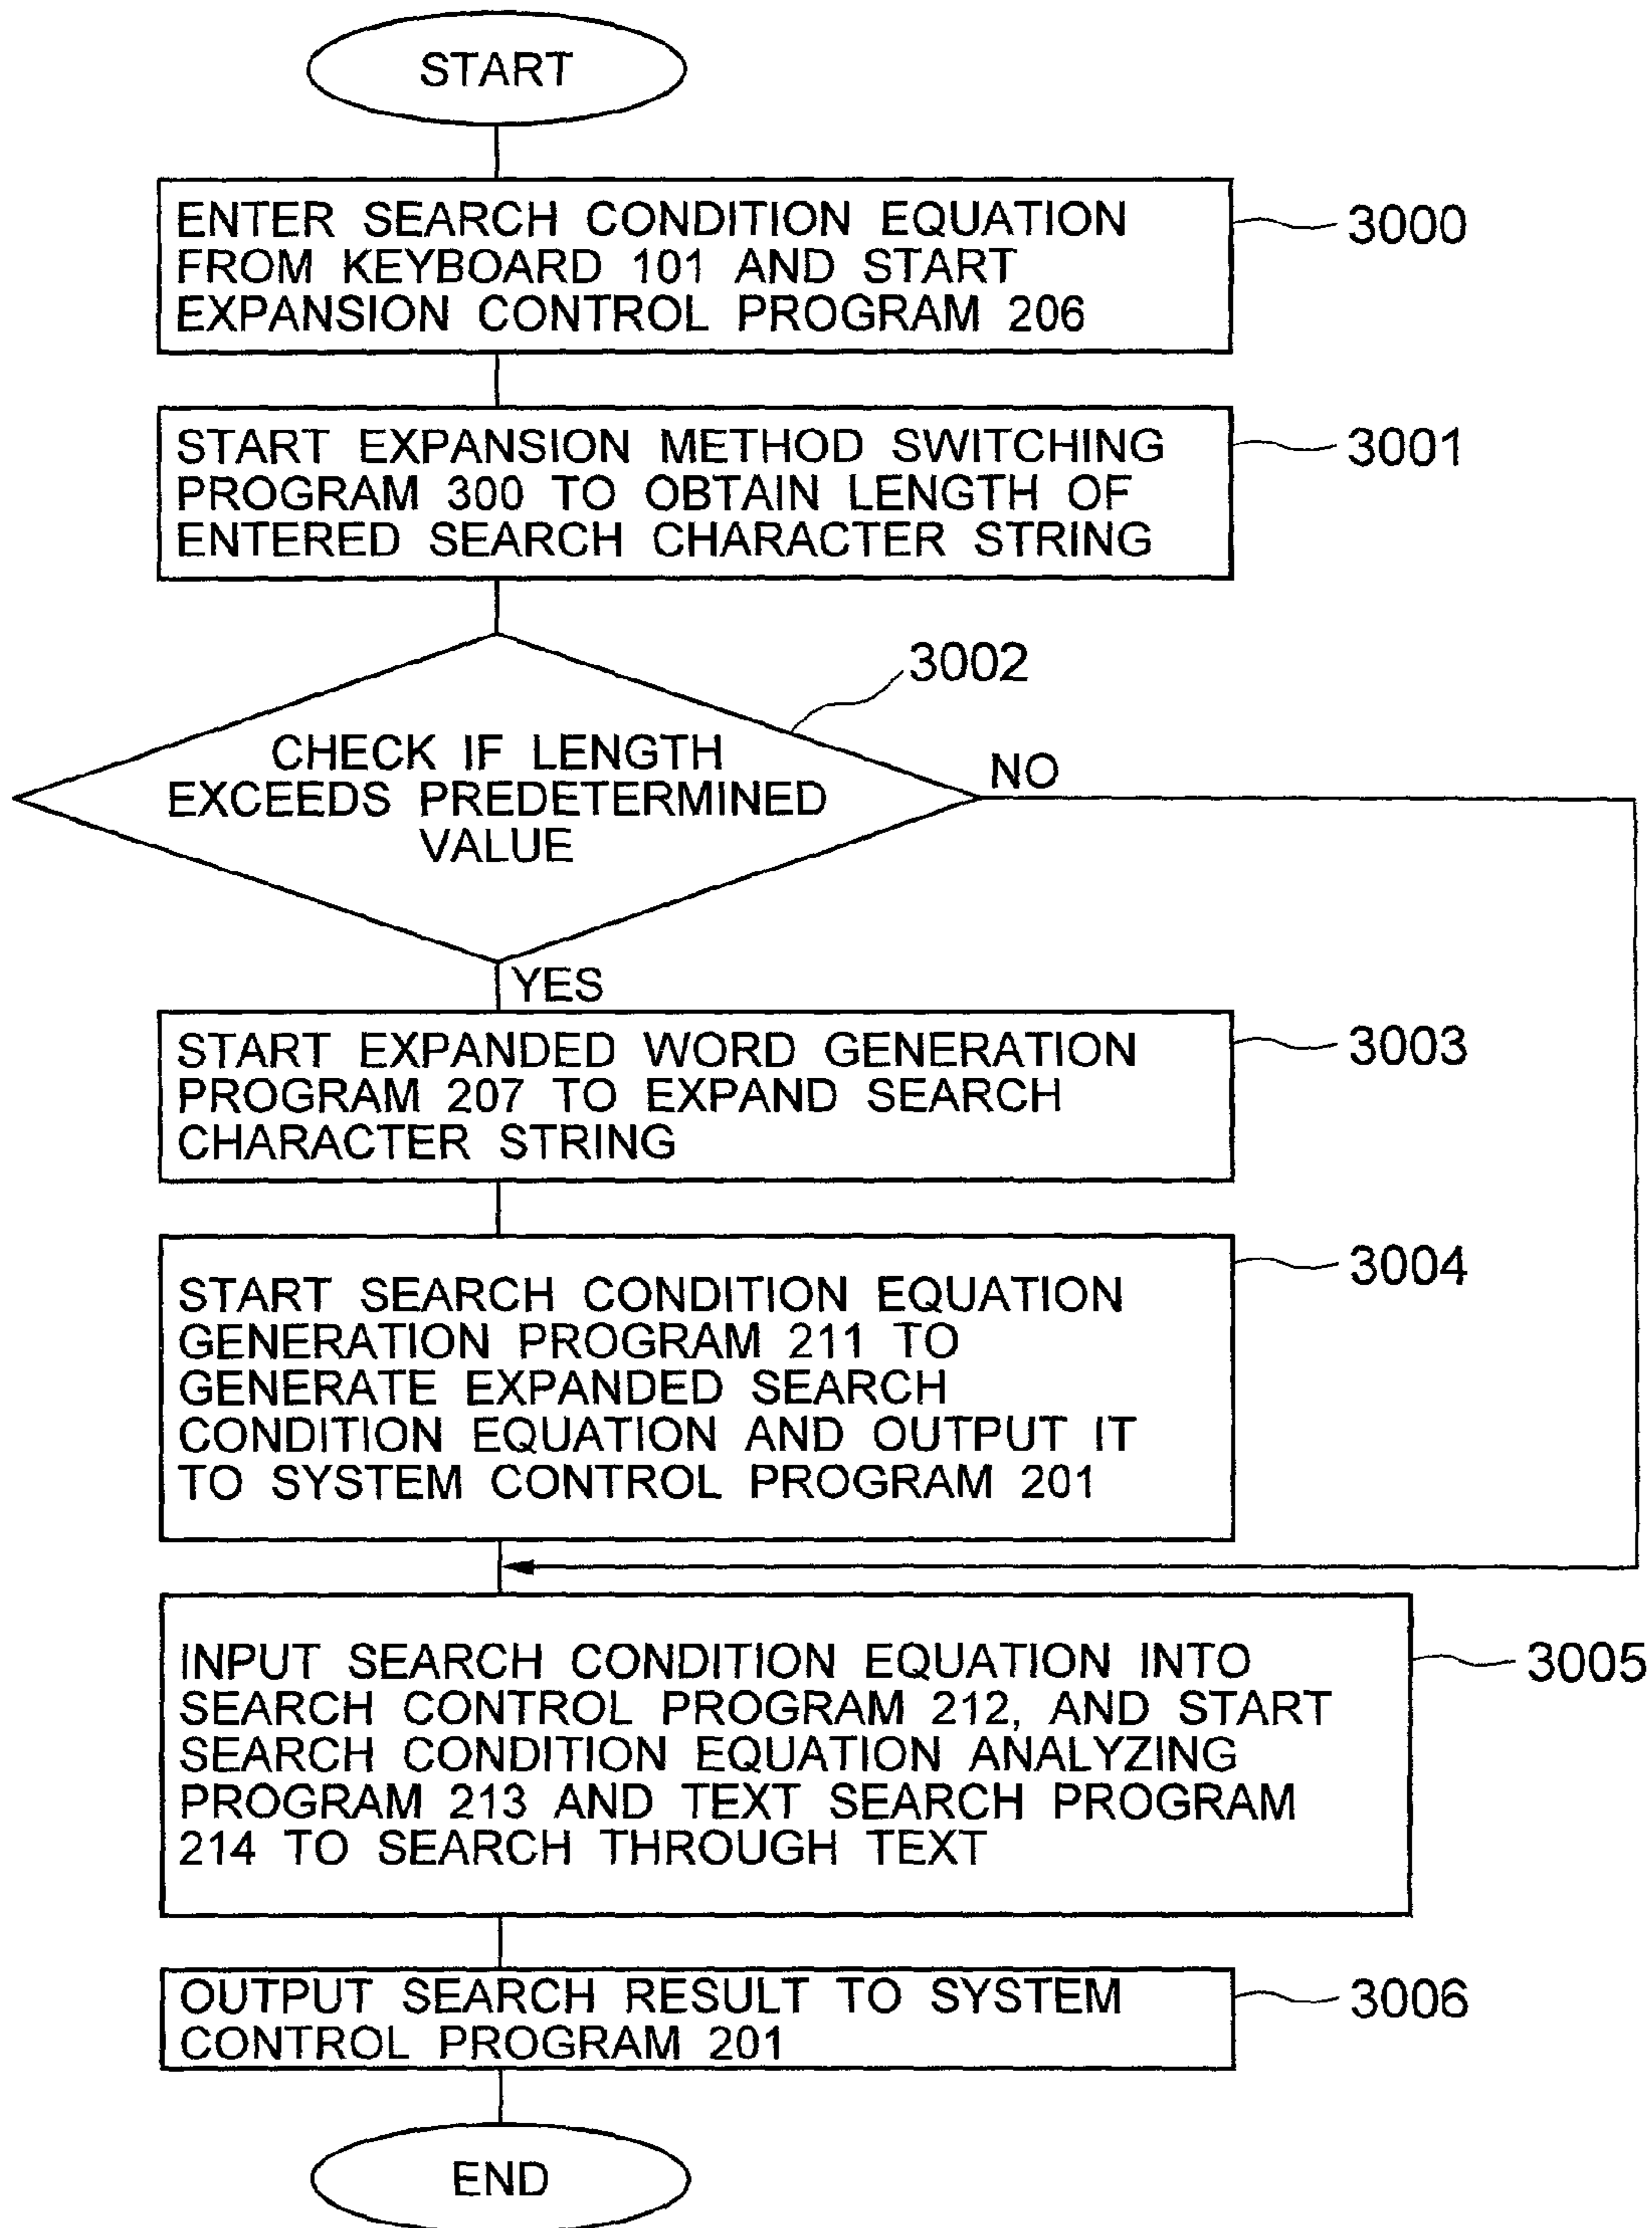 START
ENTER SEARCH CONDITION EQUATION
FROM KEYBOARD 101 AND START
EXPANSION CONTROL PROGRAM 206
3000
START EXPANSION METHOD SWITCHING
PROGRAM 300 TO OBTAIN LENGTH OF
ENTERED SEARCH CHARACTER STRING
3001
3002
CHECK IF LENGTH
EXCEEDS PREDETERMINED
VALUE
NO
YES
START EXPANDED WORD GENERATION
PROGRAM 207 TO EXPAND SEARCH
CHARACTER STRING
3003
START SEARCH CONDITION EQUATION
GENERATION PROGRAM 211 TO
GENERATE EXPANDED SEARCH
CONDITION EQUATION AND OUTPUT IT
TO SYSTEM CONTROL PROGRAM 201
3004
INPUT SEARCH CONDITION EQUATION INTO
SEARCH CONTROL PROGRAM 212, AND START
SEARCH CONDITION EQUATION ANALYZING
PROGRAM 213 AND TEXT SEARCH PROGRAM
214 TO SEARCH THROUGH TEXT
3005
OUTPUT SEARCH RESULT TO SYSTEM
CONTROL PROGRAM 201
3006
END